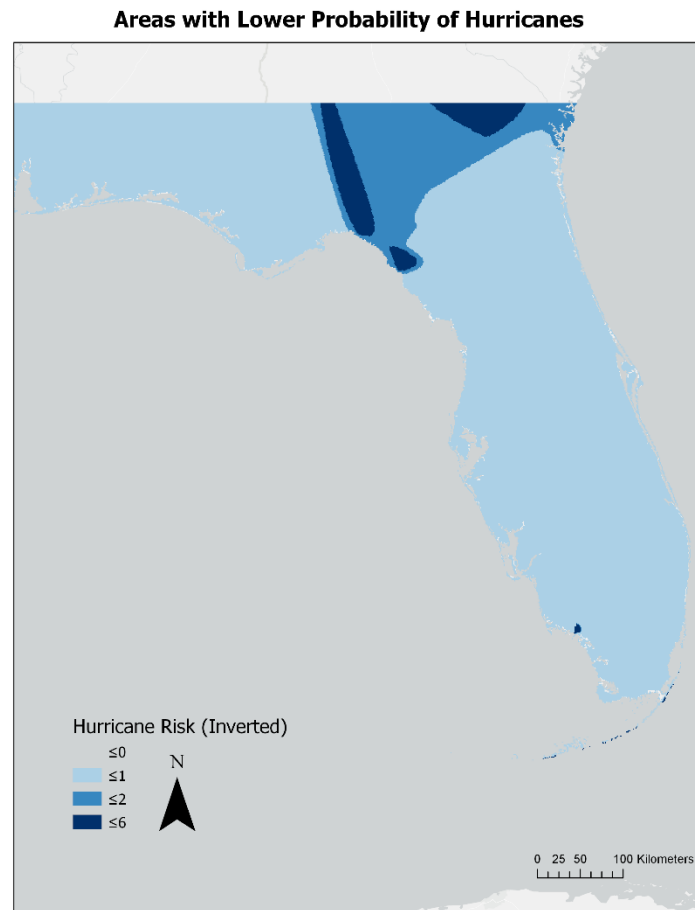 Areas with Lower Probability of Hurricanes
Hurricane Risk (Inverted)
≤0
≤1
≤2
≤6
N
0 25 50 100 Kilometers